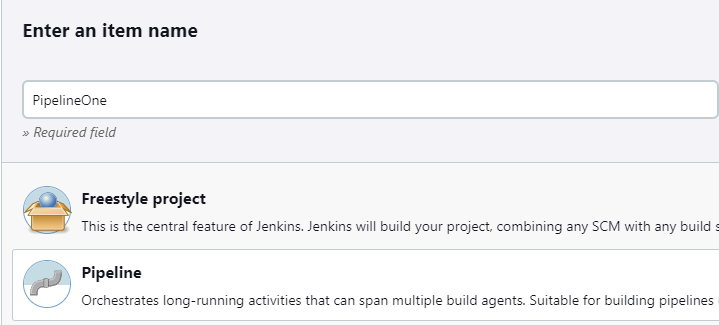 Enter an item name
PipelineOne
» Required field
Freestyle project
This is the central feature of Jenkins. Jenkins will build your project, combining any SCM with any build
Pipeline
Orchestrates long-running activities that can span multiple build agents. Suitable for building pipelines